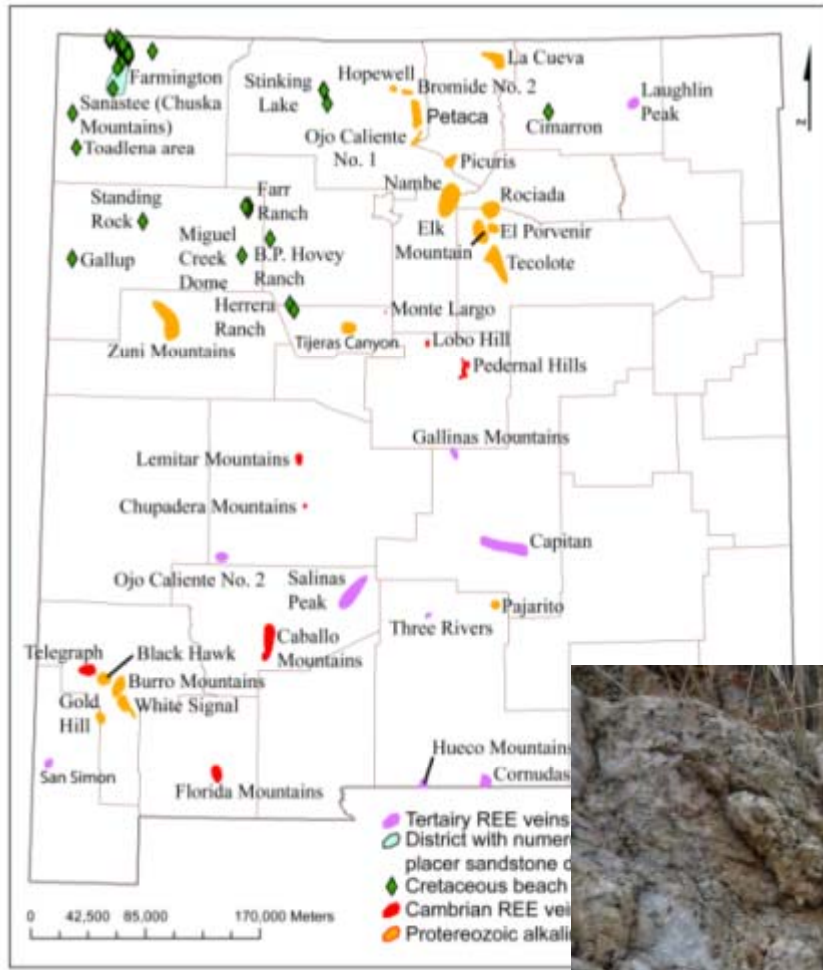 La Cueva
Hopewell
Bromide No. 2
Laughlin
Peak
Farmington
Stinking
Lake
Petaca
Cimarron
Sanastee (Chuska
Mountains)
Toadlena area
Ojo Caliente
No. 1
Picuris
Nambe
Rociada
Standing
Rock
Farr
Ranch
Elk
Mountain
El Porvenir
Gallup
Miguel
Creek
Dome
B.P. Hovey
Ranch
Tecolote
Herrera
Ranch
Monte Largo
Zuni Mountains
Tijeras Canyon
Lobo Hill
Pedernal Hills
Gallinas Mountains
Lemitar Mountains
Chupadera Mountains
Capitan
Ojo Caliente No. 2
Salinas
Peak
Pajarito
Three Rivers
Telegraph
Black Hawk
Caballo
Mountains
Burro Mountains
Gold
Hill
White Signal
San Simon
Florida Mountains
Hueco Mountains
Cornudas
Tertairy REE veins
District with numer
placer sandstone
Cretaceous beach
Cambrian REE vei
Protereozoic alkali
0 42,500 85,000 170,000 Meters